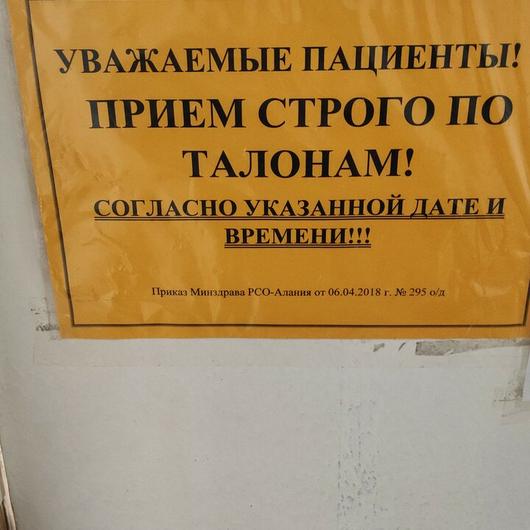 УВАЖАЕМЫЕ ПАЦИЕНТЫ!
ПРИЕМ СТРОГО ПО
ТАЛОНАМ!
СОГЛАСНО УКАЗАННОЙ ДАТЕ И
ВРЕМЕНИ!!!
Приказ Минздрава РСО-Алания от 06.04.2018 г. № 295 о/д